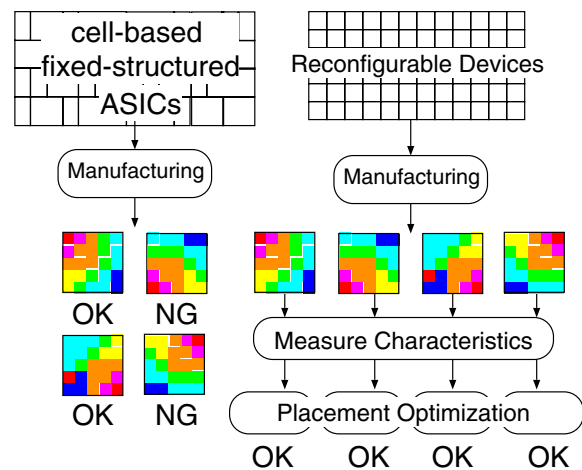 cell-based
fixed-structured
ASICs
Manufacturing
OK NG
OK NG
Reconfigurable Devices
Manufacturing
Measure Characteristics
Placement Optimization
OK OK OK OK